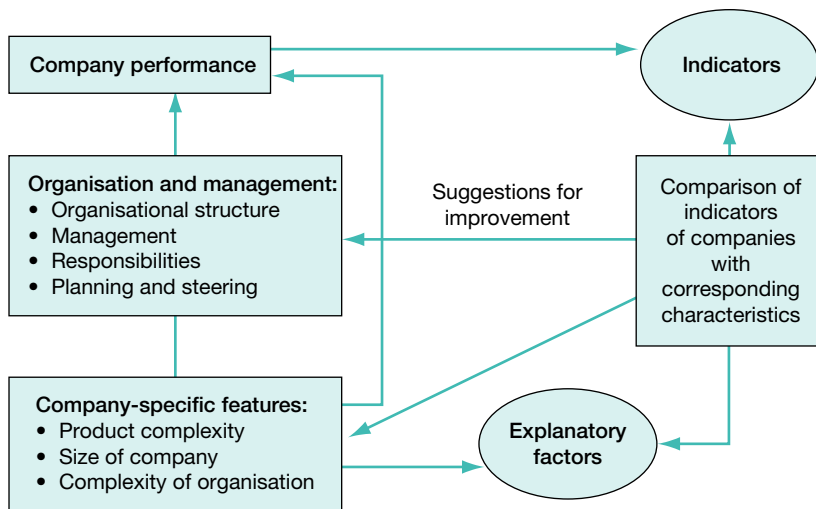 Company performance
Indicators
Organisation and management:
• Organisational structure
• Management
• Responsibilities
• Planning and steering
Suggestions for
improvement
Comparison of
indicators
of companies
with
corresponding
characteristics
Company-specific features:
• Product complexity
• Size of company
• Complexity of organisation
Explanatory
factors